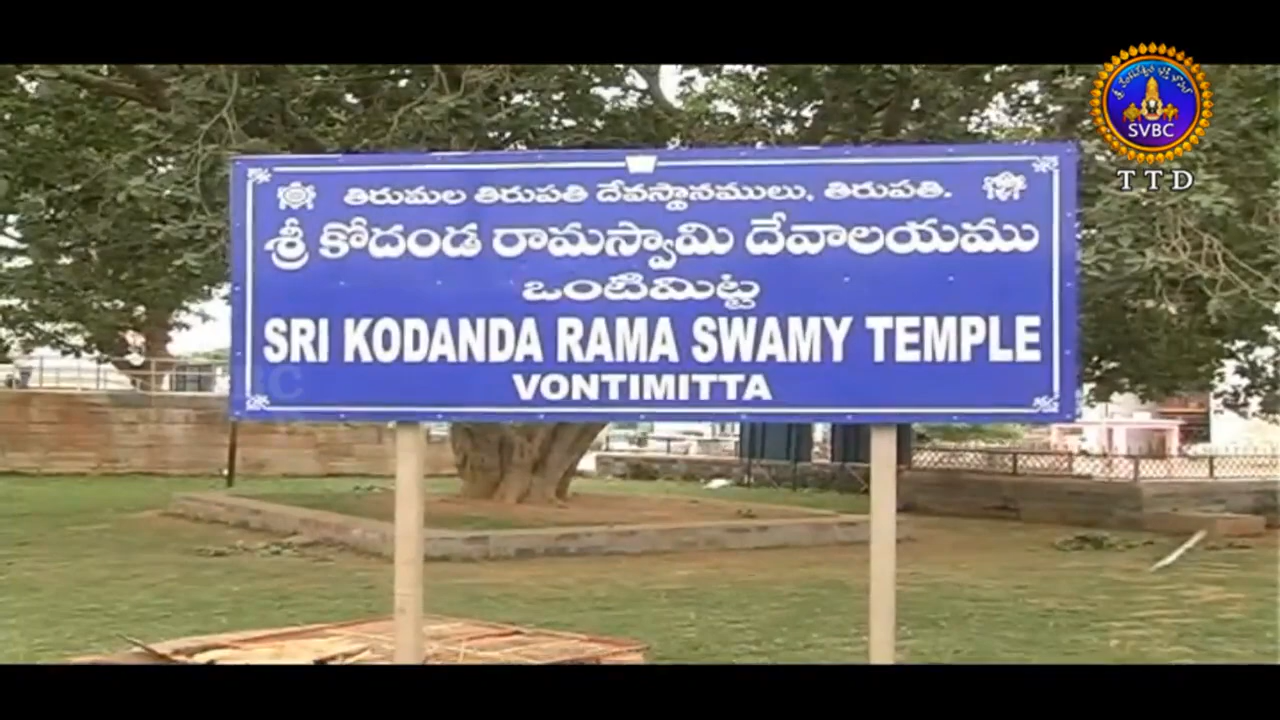 తిరుమల తిరుపతి దేవస్థానములు, తిరుపతి.
శ్రీ కోదండ రామస్వామి దేవాలయము
ఒంటిమిట్ట
SRI KODANDA RAMA SWAMY TEMPLE
VONTIMITTA
SVBC
TTD